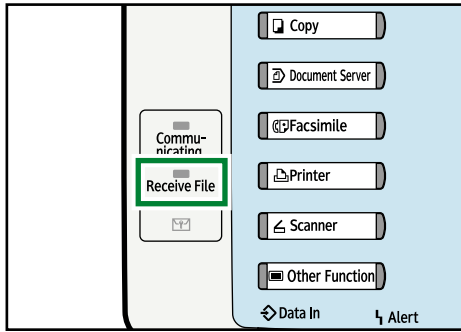 Copy
Document Server
Facsimile
Commu-
nicating
Receive File
Printer
Scanner
Other Function
Data In
Alert